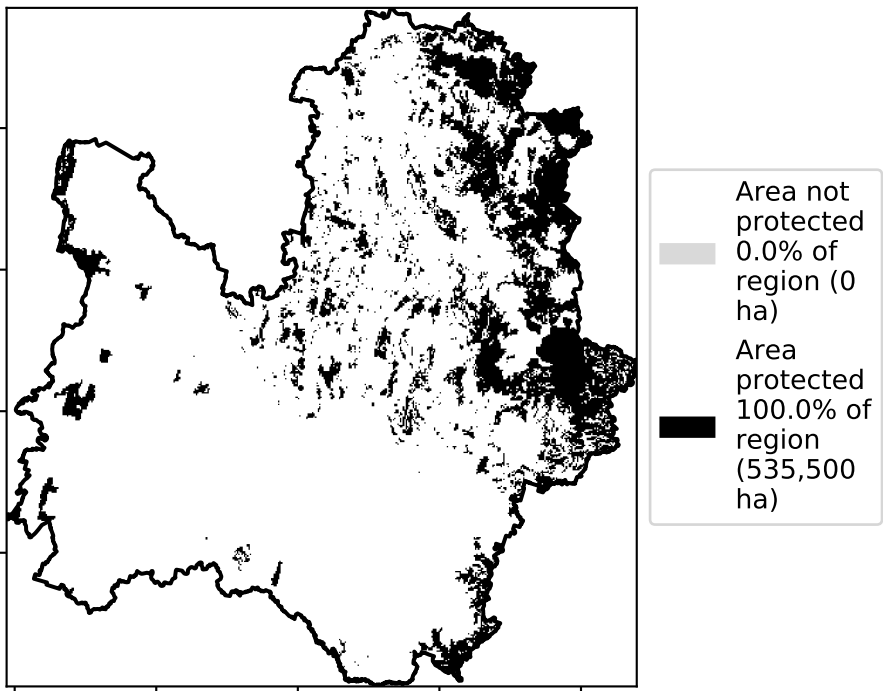 Area not
protected
0.0% of
region (0
ha)
Area
protected
100.0% of
region
(535,500
ha)